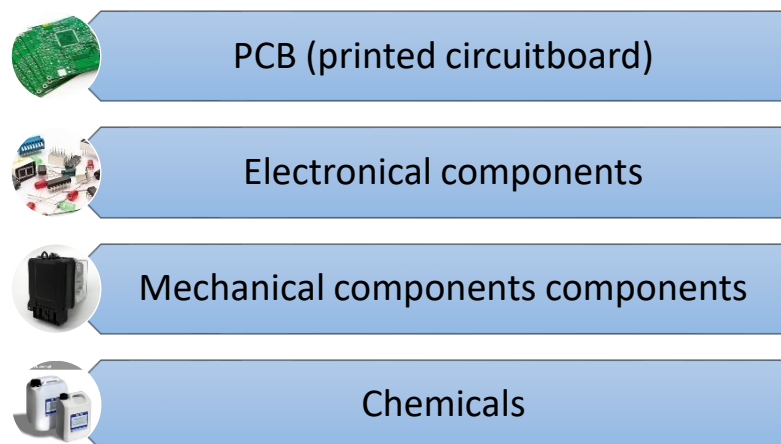 PCB (printed circuitboard)
Electronical components
Mechanical components components
Chemicals